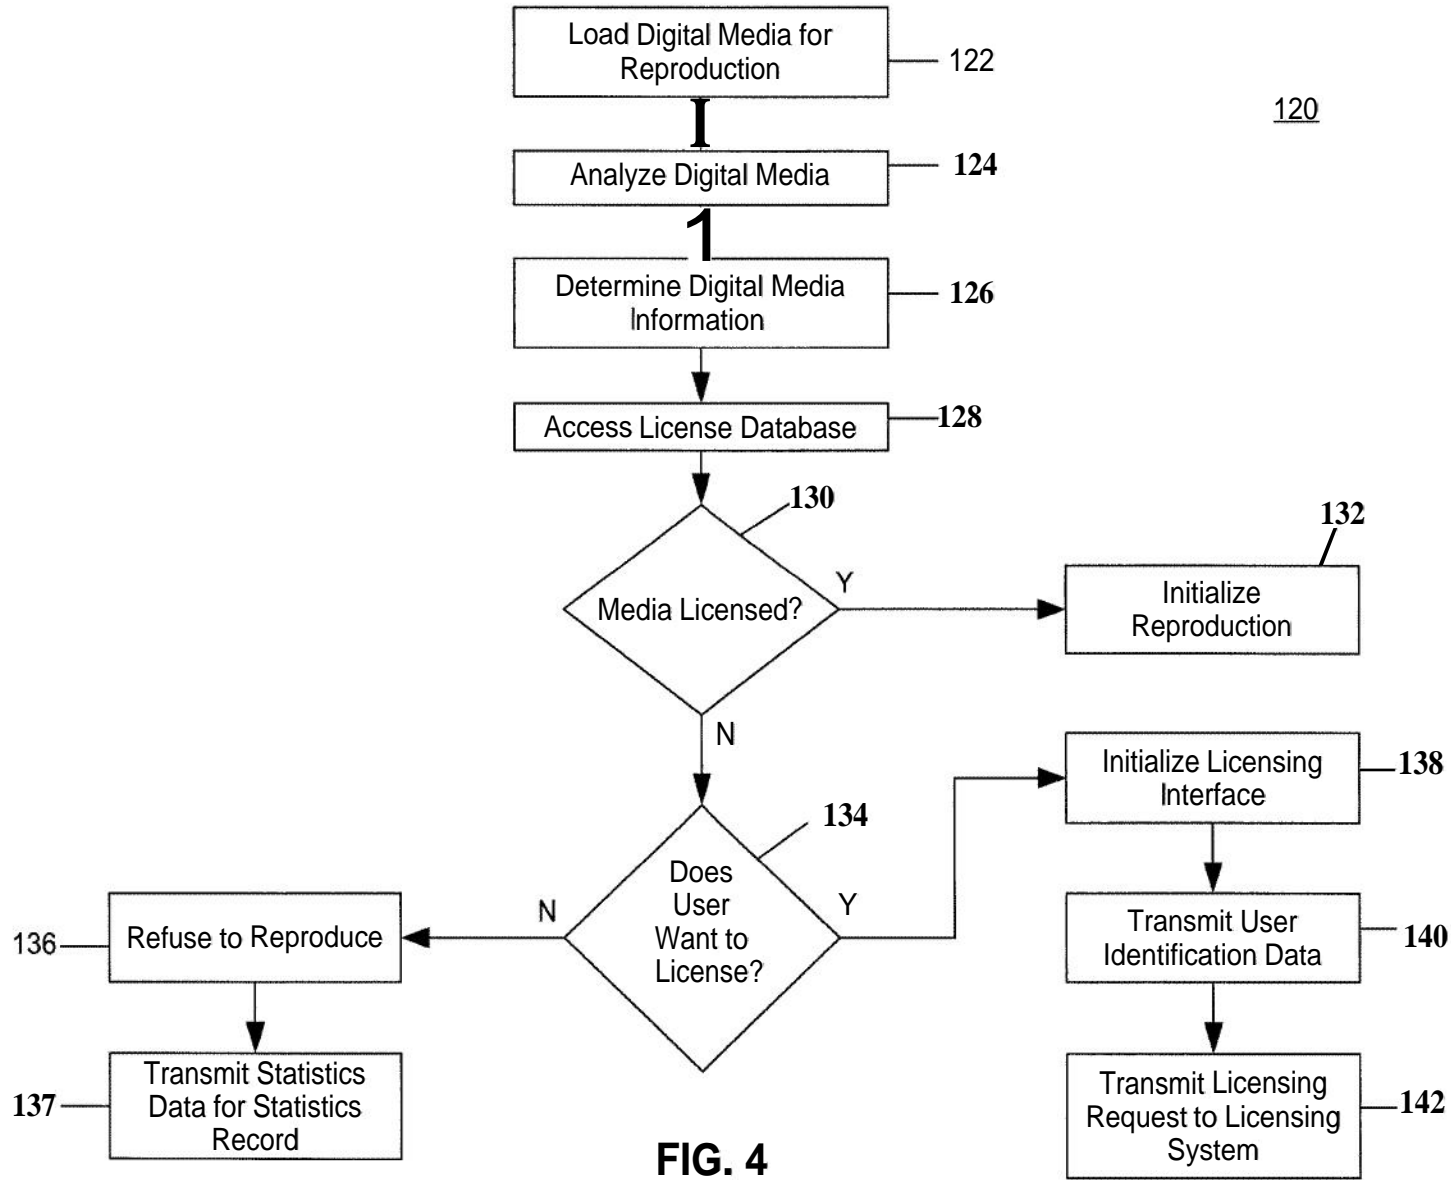 Load Digital Media for
Reproduction
122
120
I
Analyze Digital Media
124
1
Determine Digital Media
Information
126
Access License Database
128
130
Media Licensed?
Y
132
Initialize
Reproduction
N
134
Does
User
Want to
License?
Y
Initialize Licensing
Interface
138
N
136
Refuse to Reproduce
Transmit User
Identification Data
140
137
Transmit Statistics
Data for Statistics
Record
Transmit Licensing
Request to Licensing
System
142
FIG. 4